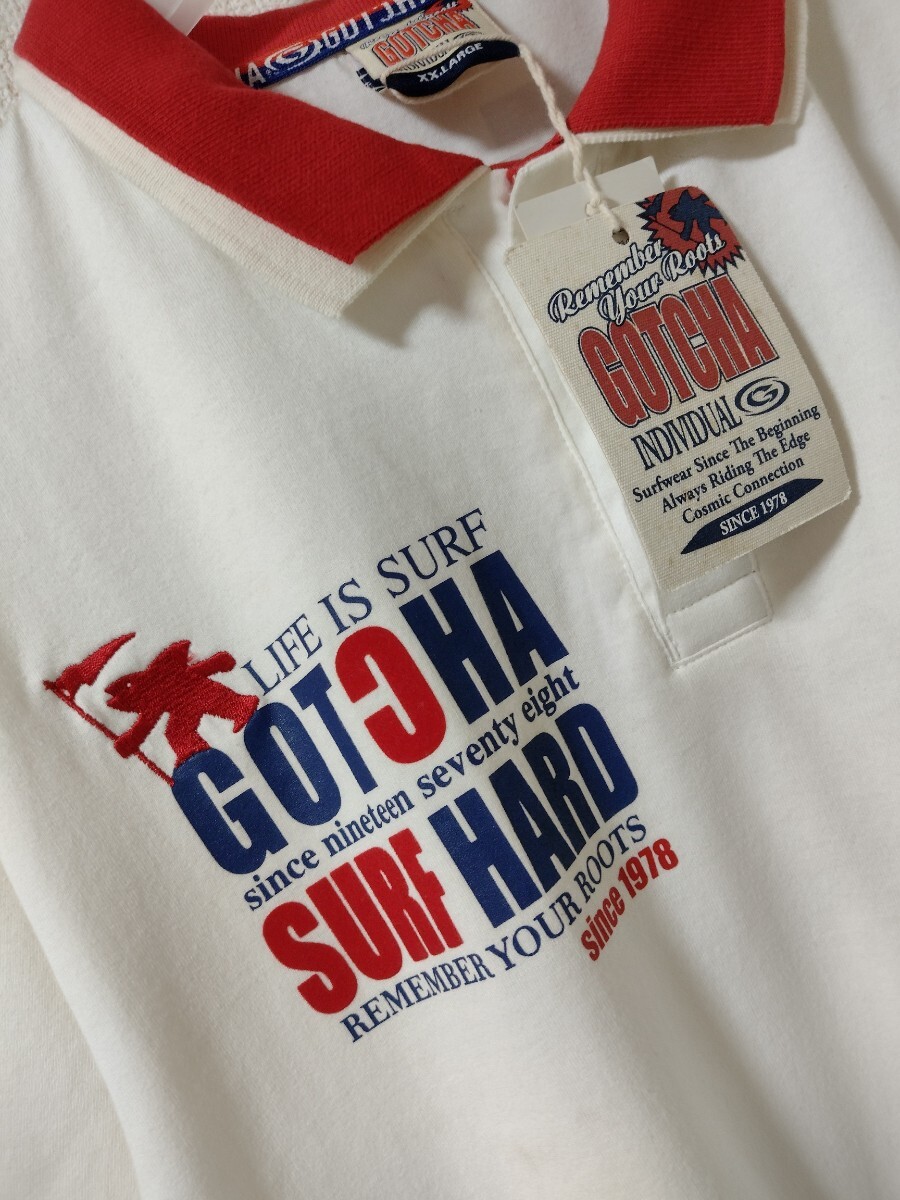 GOTCHA
XX.LARGE
Remember
Your Roots
GOTCHA
INDIVIDUAL G
Surfwear Since The Beginning
Always Riding The Edge
Cosmic Connection
SINCE 1978
LIFE IS SURF
GOTCHA
since nineteen seventy eight
SURF HARD
REMEMBER YOUR ROOTS
since 1978